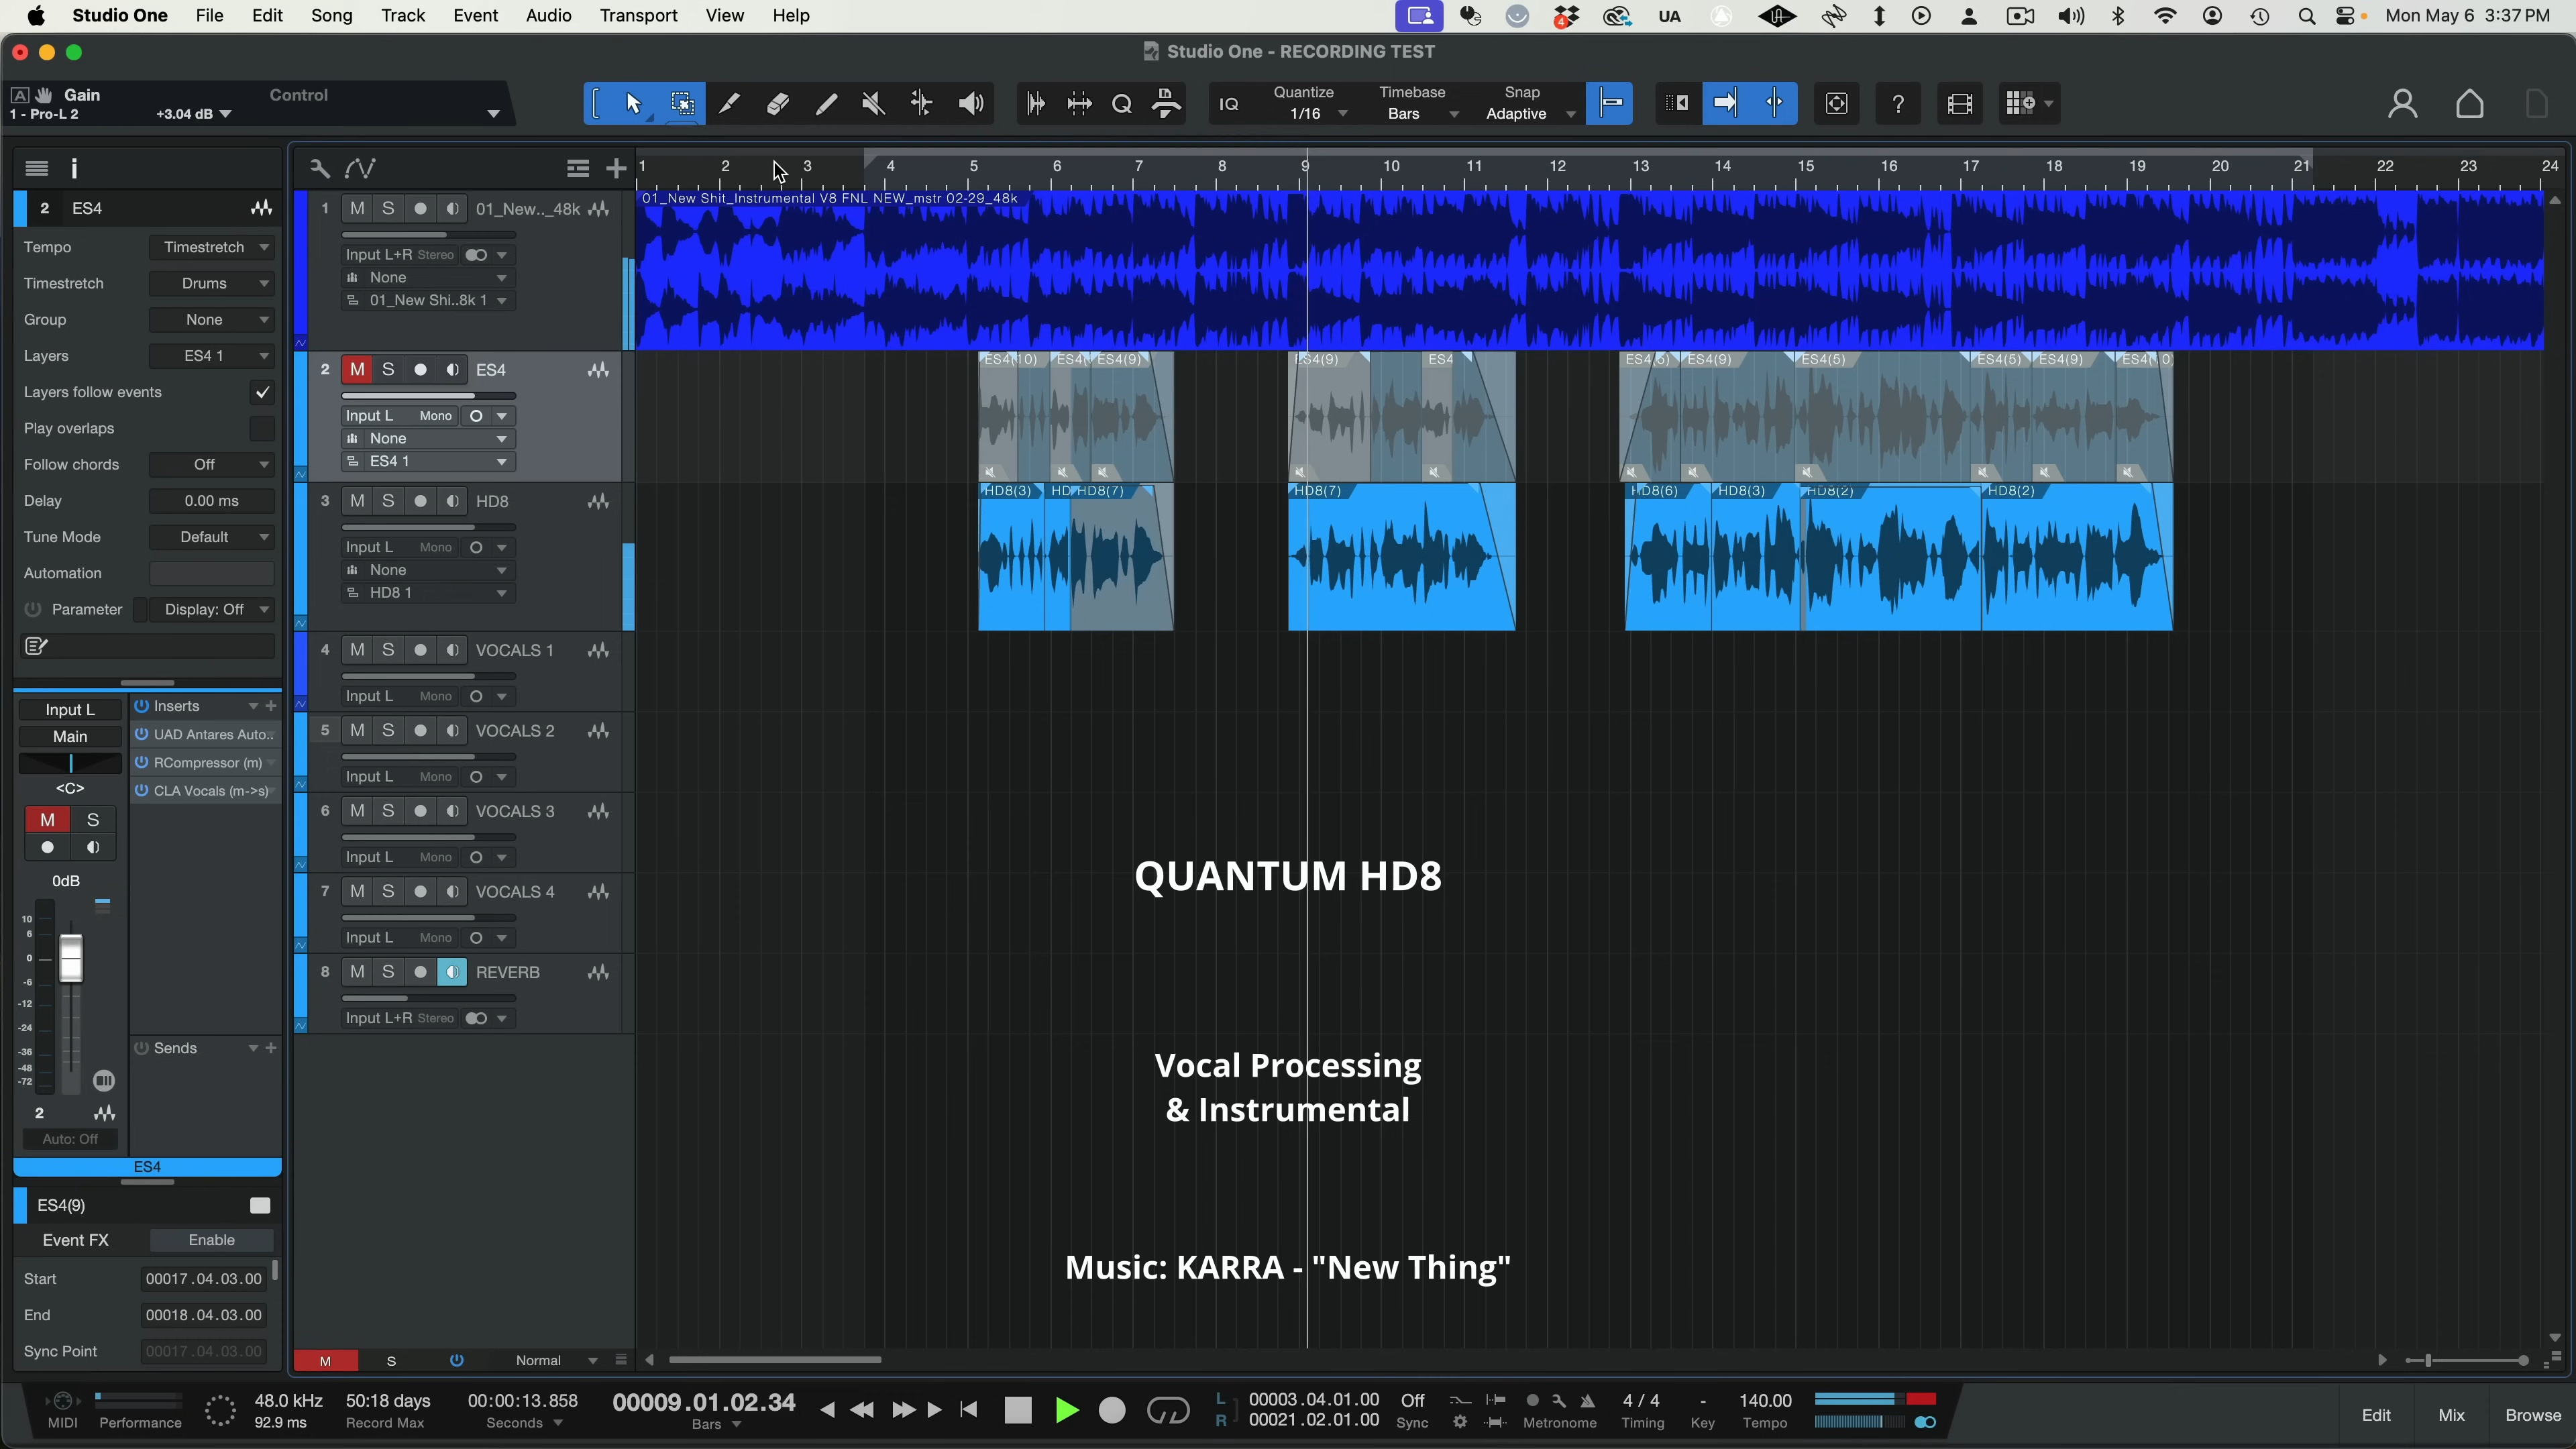 Studio One File Edit Song Track Event Audio Transport View Help
4 UA Mon May 6 3:37 PM
Studio One - RECORDING TEST
A Gain Control
1 - Pro-L 2 +3.04 dB
IQ Quantize 1/16 Timebase Bars Snap Adaptive ?
i
1 2 3 4 5 6 7 8 9 10 11 12 13 14 15 16 17 18 19 20 21 22 23 24
2 ES4
Tempo Timestretch
Timestretch Drums
Group None
Layers ES4 1
Layers follow events
Play overlaps
Follow chords Off
Delay 0.00 ms
Tune Mode Default
Automation
Parameter Display: Off
Input L
Main
<C>
M S
0dB
10
6
0
-6
-12
-24
-36
-48
-72
2
Auto: Off
ES4
Inserts
UAD Antares Auto..
RCompressor (m)
CLA Vocals (m->s)
Sends
ES4(9)
Event FX Enable
Start 00017.04.03.00
End 00018.04.03.00
Sync Point 00017.04.03.00
1 M S 01_New.._48k
Input L+R Stereo
None
01_New Shi..8k 1
2 M S ES4
Input L Mono
None
ES4 1
3 M S HD8
Input L Mono
None
HD8 1
4 M S VOCALS 1
Input L Mono
5 M S VOCALS 2
Input L Mono
6 M S VOCALS 3
Input L Mono
7 M S VOCALS 4
Input L Mono
8 M S REVERB
Input L+R Stereo
M S Normal
01_New Shit_Instrumental V8 FNL NEW_mstr 02-29_48k
ES4(9) ES4(9) ES4 ES4(9) ES4(5) ES4(5) ES4(9)
HD8(3) HD8(7) HD8(7) HD8(6) HD8(3) HD8(2) HD8(2)
QUANTUM HD8
Vocal Processing
& Instrumental
Music: KARRA - "New Thing"
MIDI Performance
48.0 kHz
92.9 ms
50:18 days
Record Max
00:00:13.858
Seconds
00009.01.02.34
Bars
L 00003.04.01.00
R 00021.02.01.00
Off
Sync
Metronome
4 / 4
Timing
-
Key
140.00
Tempo
Edit Mix Browse